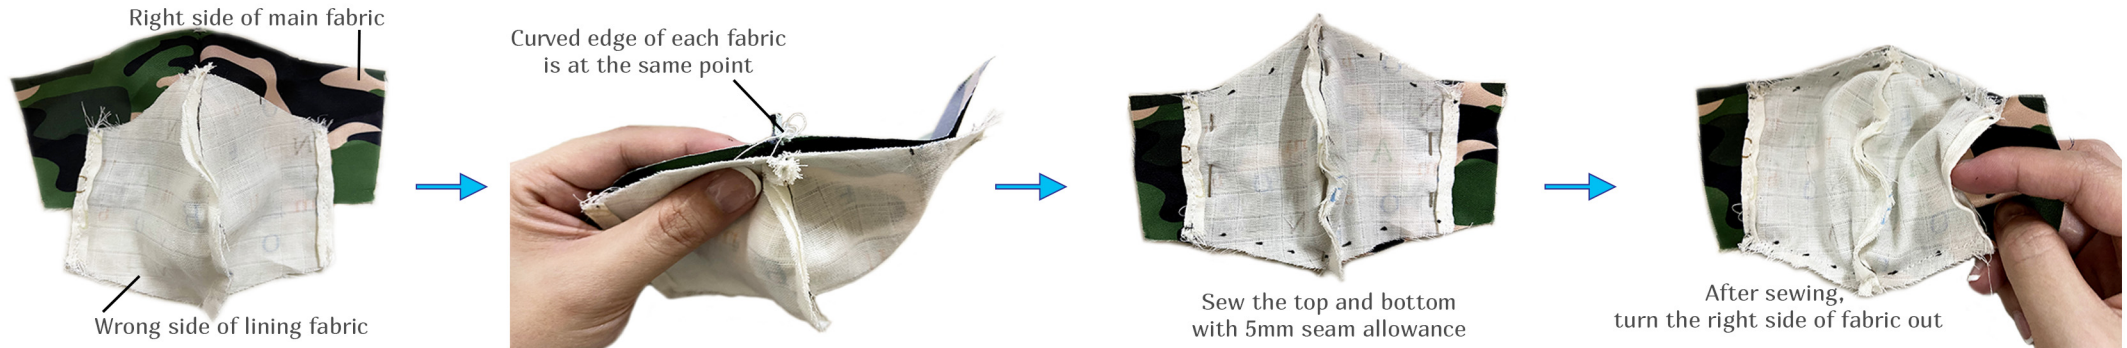 Right side of main fabric
Wrong side of lining fabric
Curved edge of each fabric
is at the same point
Sew the top and bottom
with 5mm seam allowance
After sewing,
turn the right side of fabric out